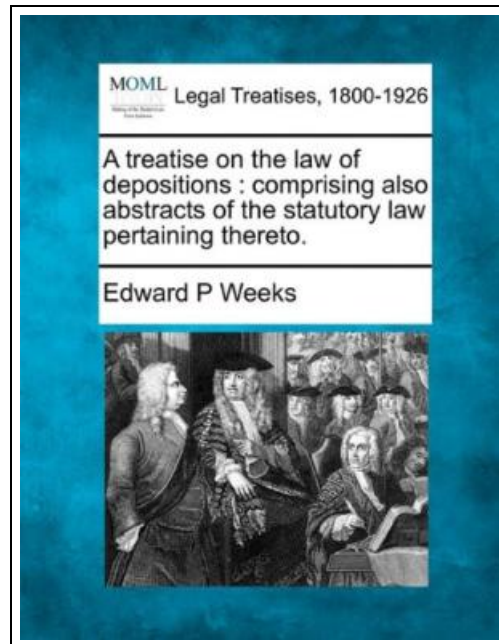 MOML
Legal Treatises, 1800-1926
A treatise on the law of
depositions : comprising also
abstracts of the statutory law
pertaining thereto.
Edward P Weeks